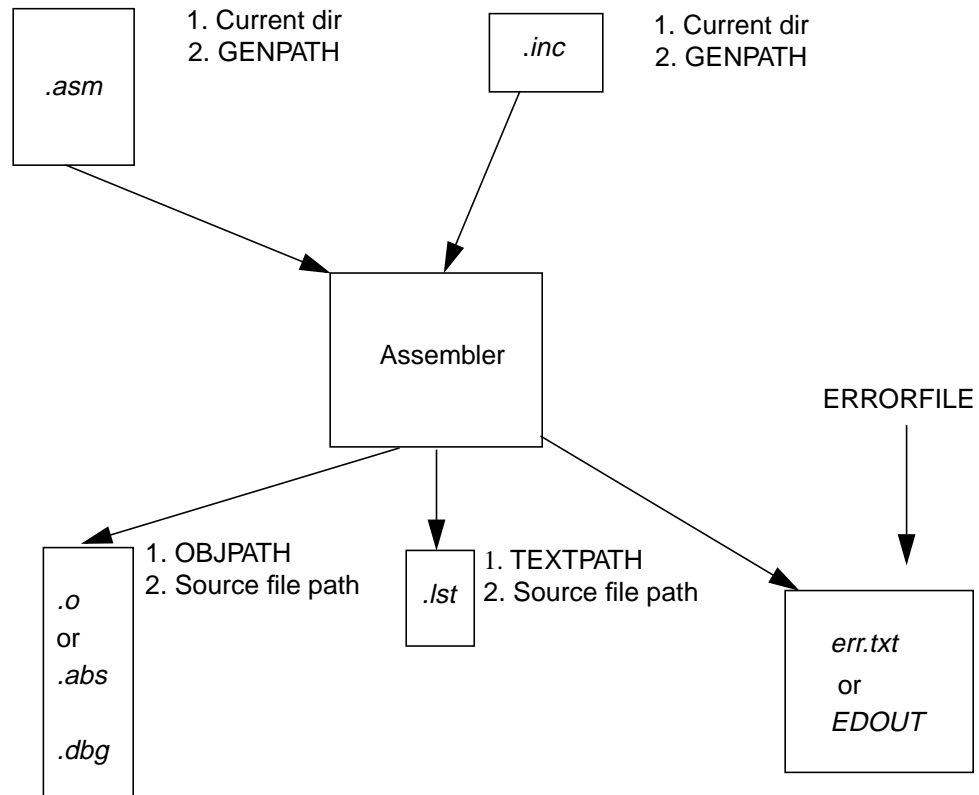 .asm
1. Current dir
2. GENPATH
.inc
1. Current dir
2. GENPATH
Assembler
ERRORFILE
.o
or
.abs
.dbg
1. OBJPATH
2. Source file path
.lst
1. TEXTPATH
2. Source file path
err.txt
or
EDOUT